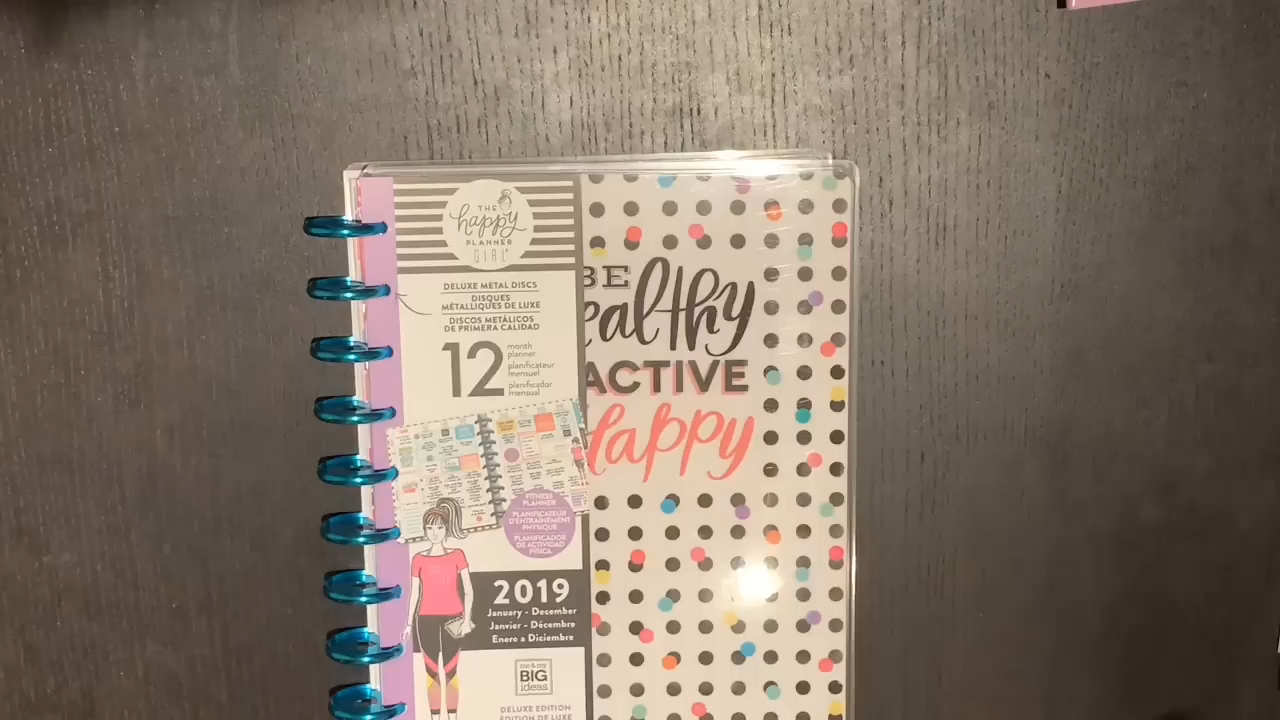 THE
happy
PLANNER
GIRL
DELUXE METAL DISCS
DISQUES
MÉTALLIQUES DE LUXE
DISCOS METÁLICOS
DE PRIMERA CALIDAD
12
month
planner
planificateur
mensuel
planificador
mensual
FITNESS
PLANNER
PLANIFICATEUR
D'ENTRAÎNEMENT
PHYSIQUE
PLANIFICADOR
DE ACTIVIDAD
FÍSICA
2019
January - December
Janvier - Décembre
Enero a Diciembre
me & my
BIG
ideas
DELUXE EDITION
ÉDITION DE LUXE
BE
ealthy
ACTIVE
Happy